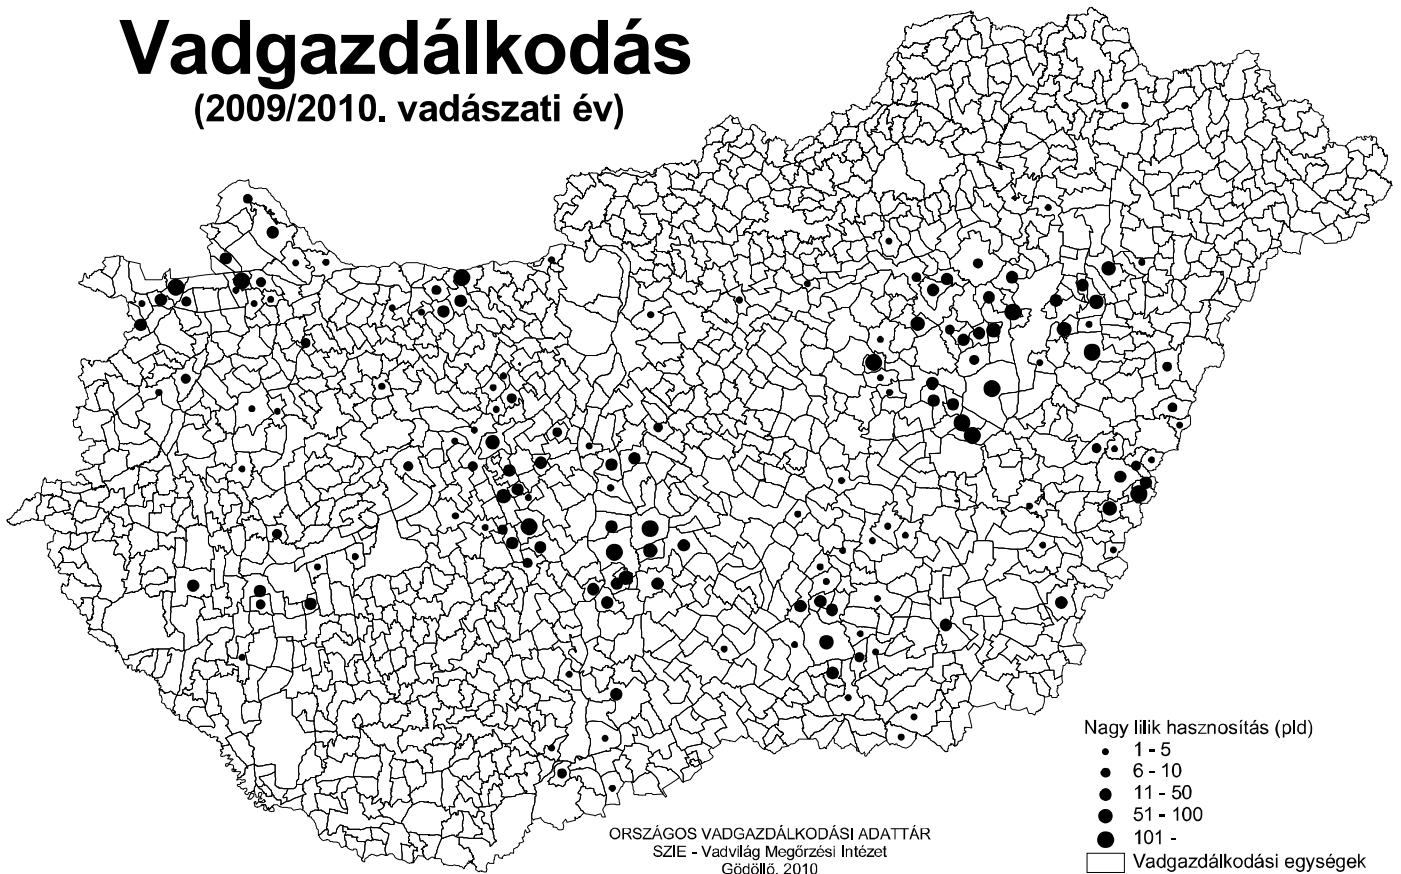 Vadgazdálkodás
(2009/2010. vadászati év)
Nagy lilik hasznosítás (pld)
1 - 5
6 - 10
11 - 50
51 - 100
101 -
Vadgazdálkodási egységek
ORSZÁGOS VADGAZDÁLKODÁSI ADATTÁR
SZIE - Vadvilág Megőrzési Intézet
Gödöllő, 2010